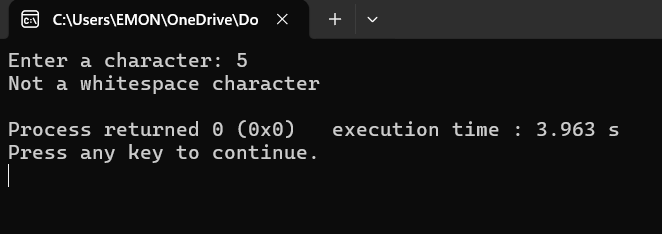 C:\Users\EMON\OneDrive\Do
Enter a character: 5
Not a whitespace character
Process returned 0 (0x0)   execution time : 3.963 s
Press any key to continue.